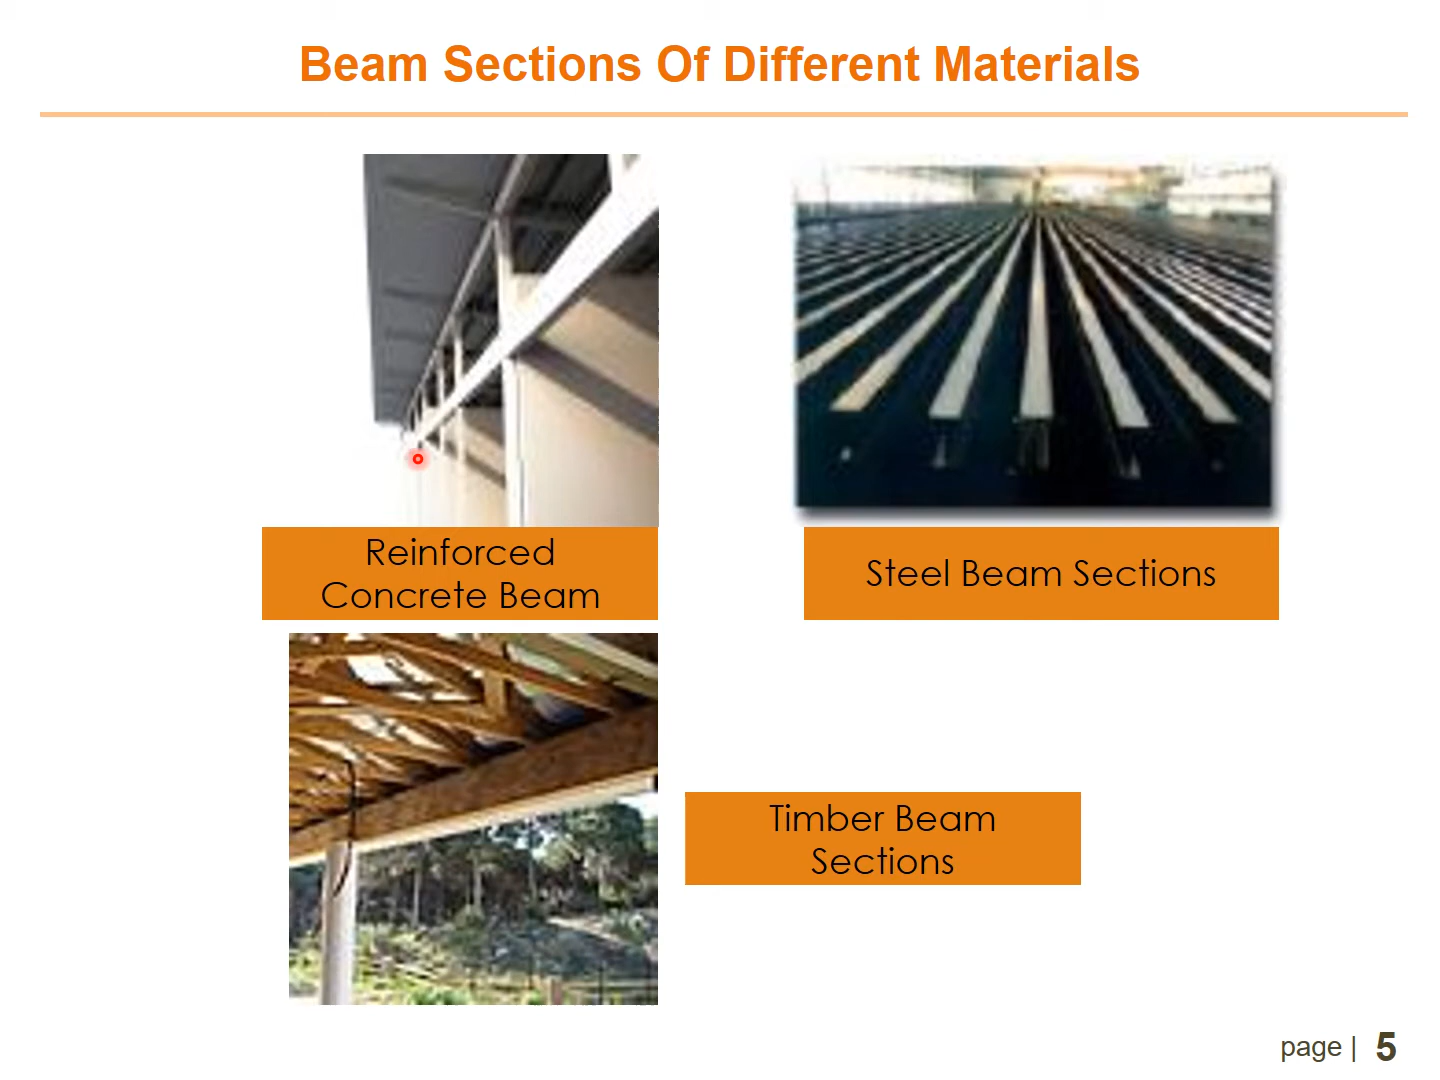 Beam Sections Of Different Materials
Reinforced
Concrete Beam
Steel Beam Sections
Timber Beam
Sections
page | 5